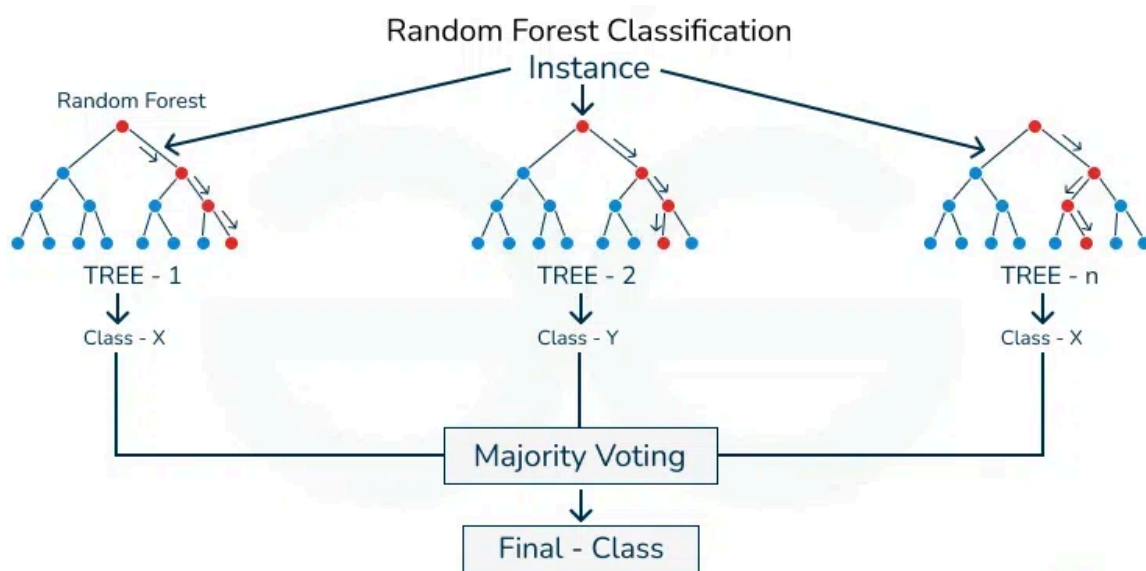 Random Forest Classification
Instance
Random Forest
TREE - 1
TREE - 2
TREE - n
Class - X
Class - Y
Class - X
Majority Voting
Final - Class